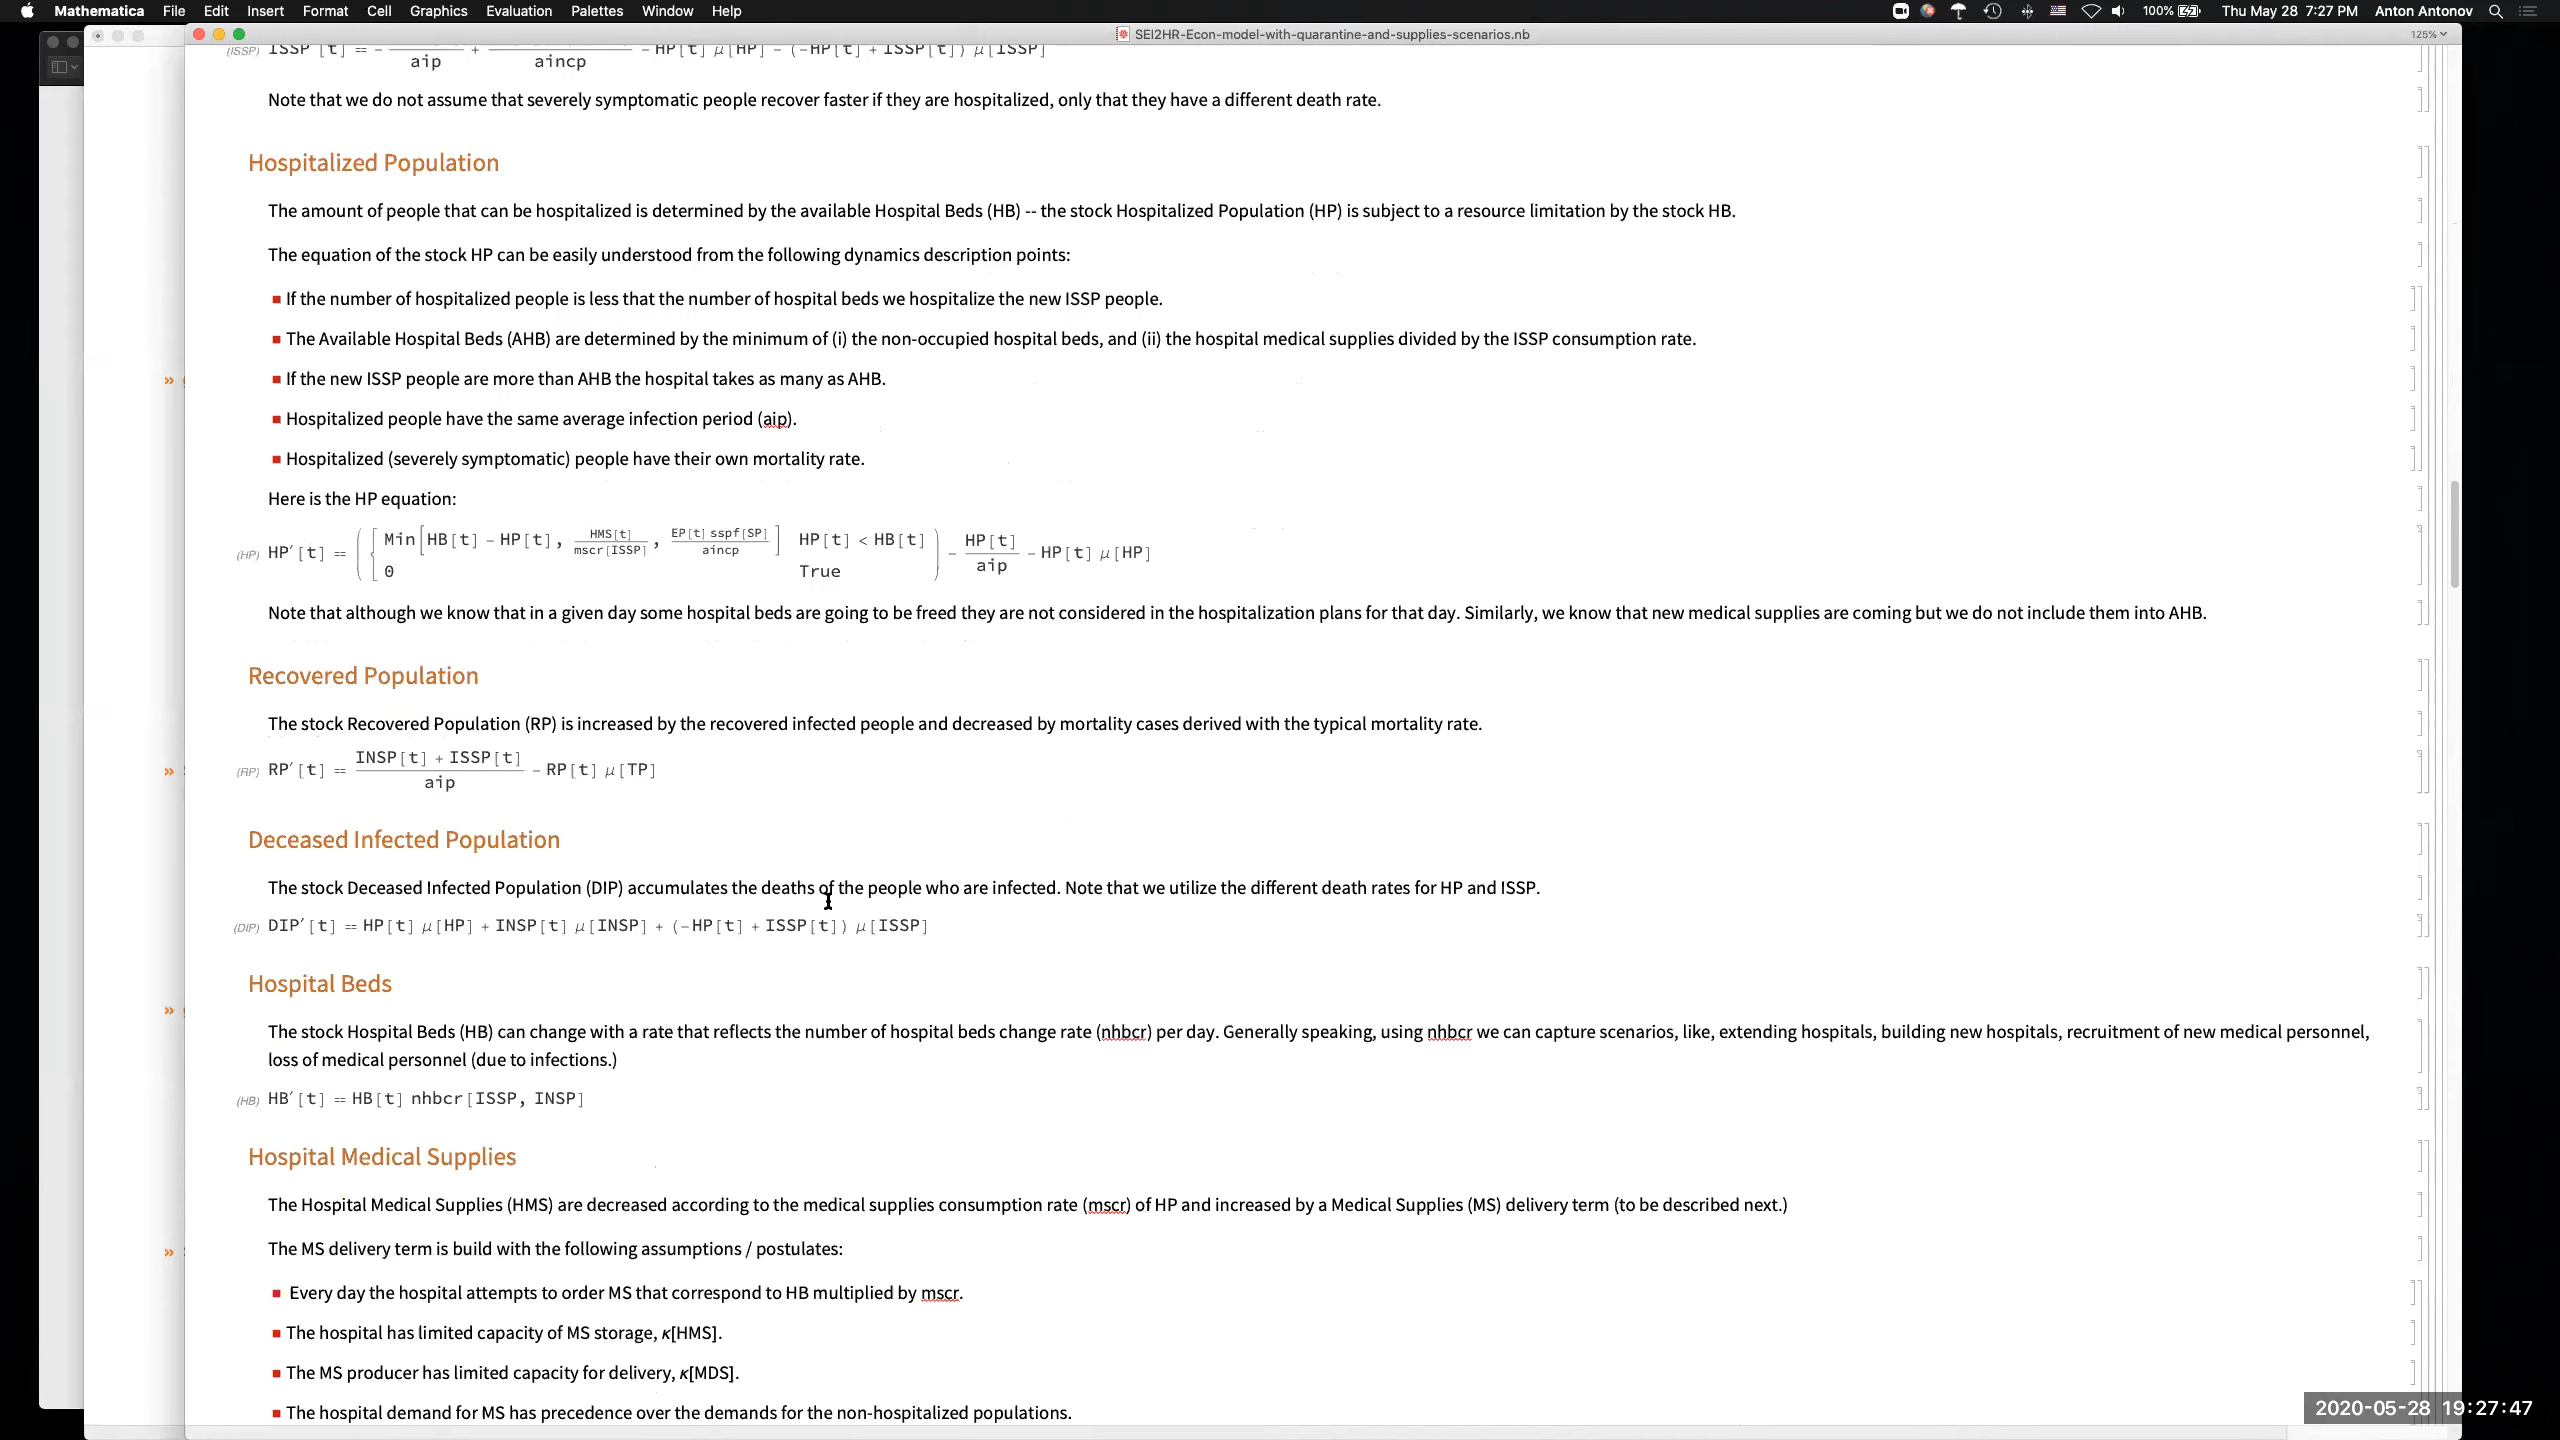 Mathematica File Edit Insert Format Cell Graphics Evaluation Palettes Window Help 100% Thu May 28 7:27 PM Anton Antonov
SEI2HR-Econ-model-with-quarantine-and-supplies-scenarios.nb 125%
(ISSP) ISSP′[t] == - —— + —— - HP[t] μ[HP] - (-HP[t] + ISSP[t]) μ[ISSP]
aip aincp
Note that we do not assume that severely symptomatic people recover faster if they are hospitalized, only that they have a different death rate.
Hospitalized Population
The amount of people that can be hospitalized is determined by the available Hospital Beds (HB) -- the stock Hospitalized Population (HP) is subject to a resource limitation by the stock HB.
The equation of the stock HP can be easily understood from the following dynamics description points:
■ If the number of hospitalized people is less that the number of hospital beds we hospitalize the new ISSP people.
■ The Available Hospital Beds (AHB) are determined by the minimum of (i) the non-occupied hospital beds, and (ii) the hospital medical supplies divided by the ISSP consumption rate.
■ If the new ISSP people are more than AHB the hospital takes as many as AHB.
■ Hospitalized people have the same average infection period (aip).
■ Hospitalized (severely symptomatic) people have their own mortality rate.
Here is the HP equation:
(HP) HP′[t] == ({ Min[HB[t] - HP[t], HMS[t]/mscr[ISSP], EP[t] sspf[SP]/aincp] HP[t] < HB[t]
0 True ) - HP[t]/aip - HP[t] μ[HP]
Note that although we know that in a given day some hospital beds are going to be freed they are not considered in the hospitalization plans for that day. Similarly, we know that new medical supplies are coming but we do not include them into AHB.
Recovered Population
The stock Recovered Population (RP) is increased by the recovered infected people and decreased by mortality cases derived with the typical mortality rate.
(RP) RP′[t] == (INSP[t] + ISSP[t])/aip - RP[t] μ[TP]
Deceased Infected Population
The stock Deceased Infected Population (DIP) accumulates the deaths of the people who are infected. Note that we utilize the different death rates for HP and ISSP.
(DIP) DIP′[t] == HP[t] μ[HP] + INSP[t] μ[INSP] + (-HP[t] + ISSP[t]) μ[ISSP]
Hospital Beds
The stock Hospital Beds (HB) can change with a rate that reflects the number of hospital beds change rate (nhbcr) per day. Generally speaking, using nhbcr we can capture scenarios, like, extending hospitals, building new hospitals, recruitment of new medical personnel,
loss of medical personnel (due to infections.)
(HB) HB′[t] == HB[t] nhbcr[ISSP, INSP]
Hospital Medical Supplies
The Hospital Medical Supplies (HMS) are decreased according to the medical supplies consumption rate (mscr) of HP and increased by a Medical Supplies (MS) delivery term (to be described next.)
The MS delivery term is build with the following assumptions / postulates:
■ Every day the hospital attempts to order MS that correspond to HB multiplied by mscr.
■ The hospital has limited capacity of MS storage, κ[HMS].
■ The MS producer has limited capacity for delivery, κ[MDS].
■ The hospital demand for MS has precedence over the demands for the non-hospitalized populations.
2020-05-28 19:27:47